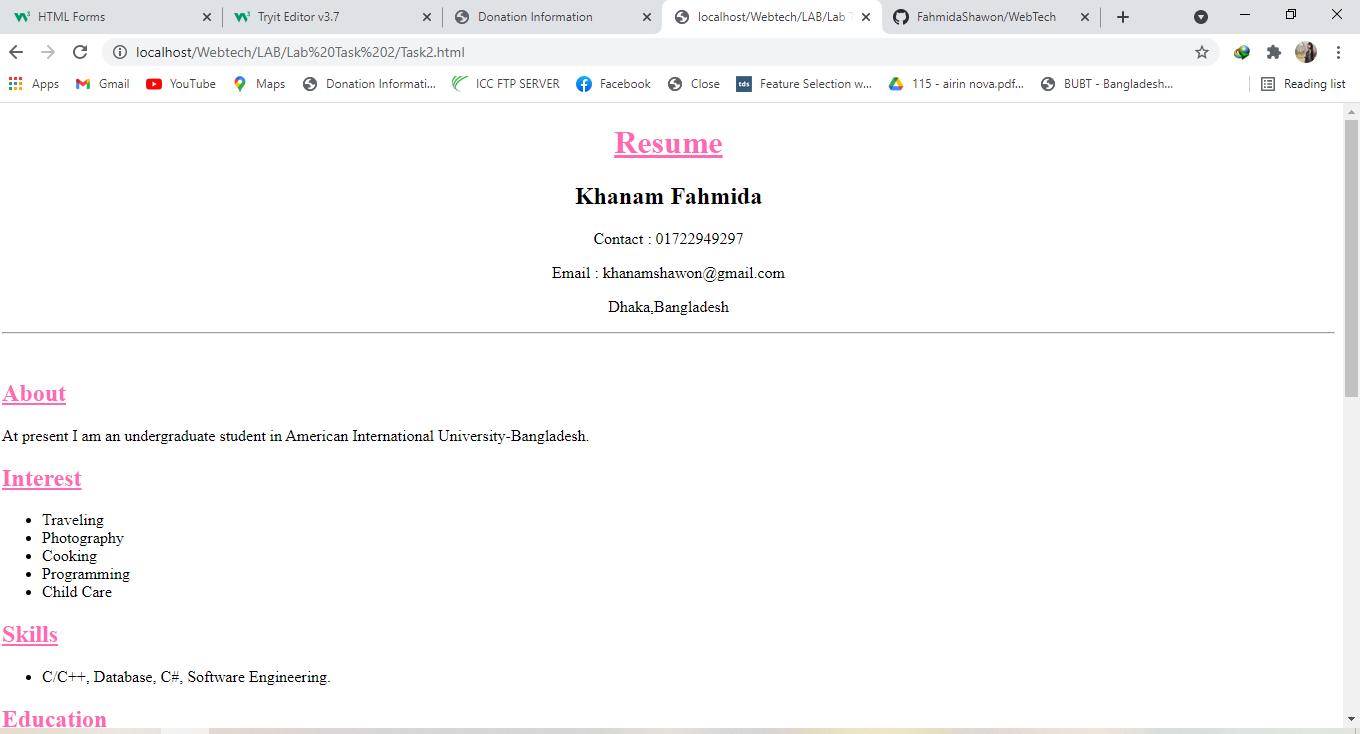 HTML Forms
Tryit Editor v3.7
Donation Information
localhost/Webtech/LAB/Lab T
FahmidaShawon/WebTech
localhost/Webtech/LAB/Lab%20Task%202/Task2.html
Apps
Gmail
YouTube
Maps
Donation Informati...
ICC FTP SERVER
Facebook
Close
tds
Feature Selection w...
115 - airin nova.pdf...
BUBT - Bangladesh...
Reading list
Resume
Khanam Fahmida
Contact : 01722949297
Email : khanamshawon@gmail.com
Dhaka,Bangladesh
About
At present I am an undergraduate student in American International University-Bangladesh.
Interest
• Traveling
• Photography
• Cooking
• Programming
• Child Care
Skills
• C/C++, Database, C#, Software Engineering.
Education